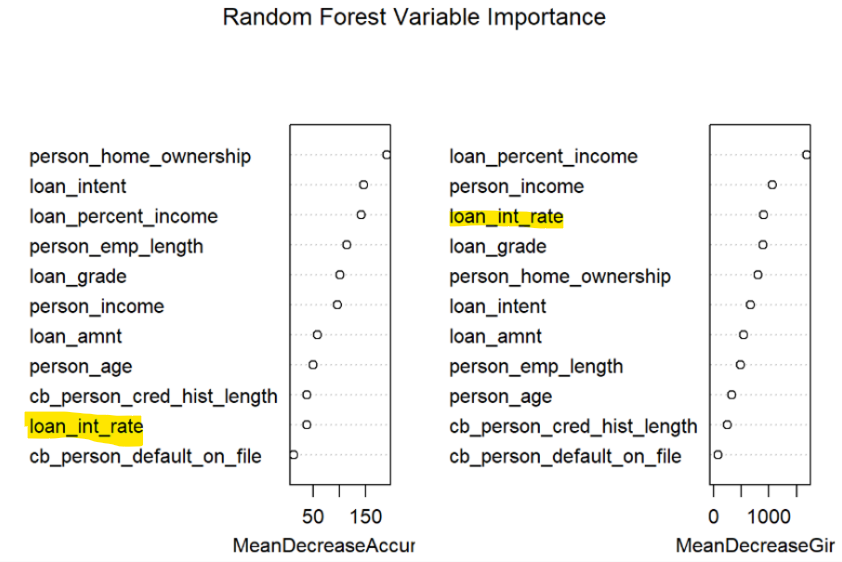 Random Forest Variable Importance
person_home_ownership
loan_intent
loan_percent_income
person_emp_length
loan_grade
person_income
loan_amnt
person_age
cb_person_cred_hist_length
loan_int_rate
cb_person_default_on_file
50 150
MeanDecreaseAccur
loan_percent_income
person_income
loan_int_rate
loan_grade
person_home_ownership
loan_intent
loan_amnt
person_emp_length
person_age
cb_person_cred_hist_length
cb_person_default_on_file
0 1000
MeanDecreaseGir